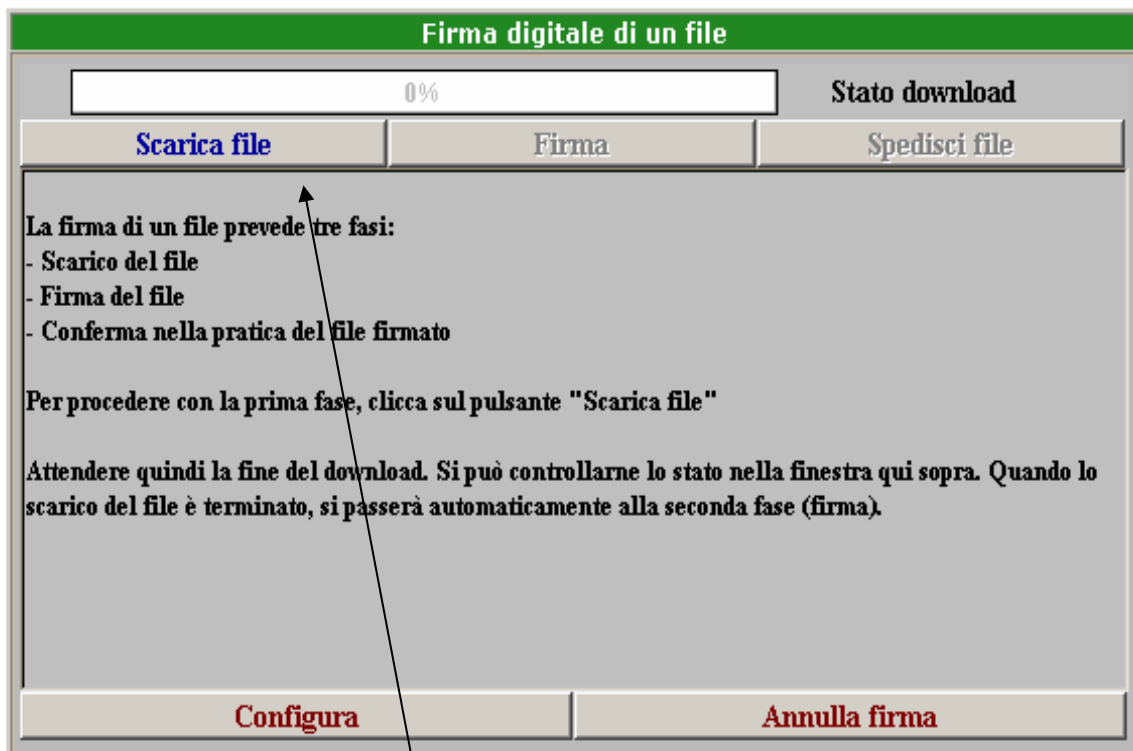 Firma digitale di un file
0%
Stato download
Scarica file
Firma
Spedisci file
La firma di un file prevede tre fasi:
- Scarico del file
- Firma del file
- Conferma nella pratica del file firmato
Per procedere con la prima fase, clicca sul pulsante "Scarica file"
Attendere quindi la fine del download. Si può controllarne lo stato nella finestra qui sopra. Quando lo
scarico del file è terminato, si passerà automaticamente alla seconda fase (firma).
Configura
Annulla firma